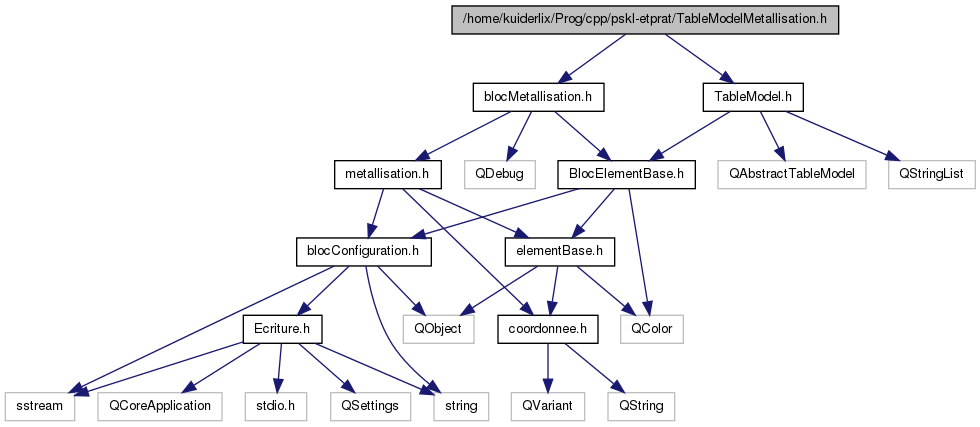 /home/kuiderlix/Prog/cpp/pskl-etprat/TableModelMetallisation.h
blocMetallisation.h
TableModel.h
metallisation.h
QDebug
BlocElementBase.h
QAbstractTableModel
QStringList
blocConfiguration.h
elementBase.h
Ecriture.h
QObject
coordonnee.h
QColor
sstream
QCoreApplication
stdio.h
QSettings
string
QVariant
QString